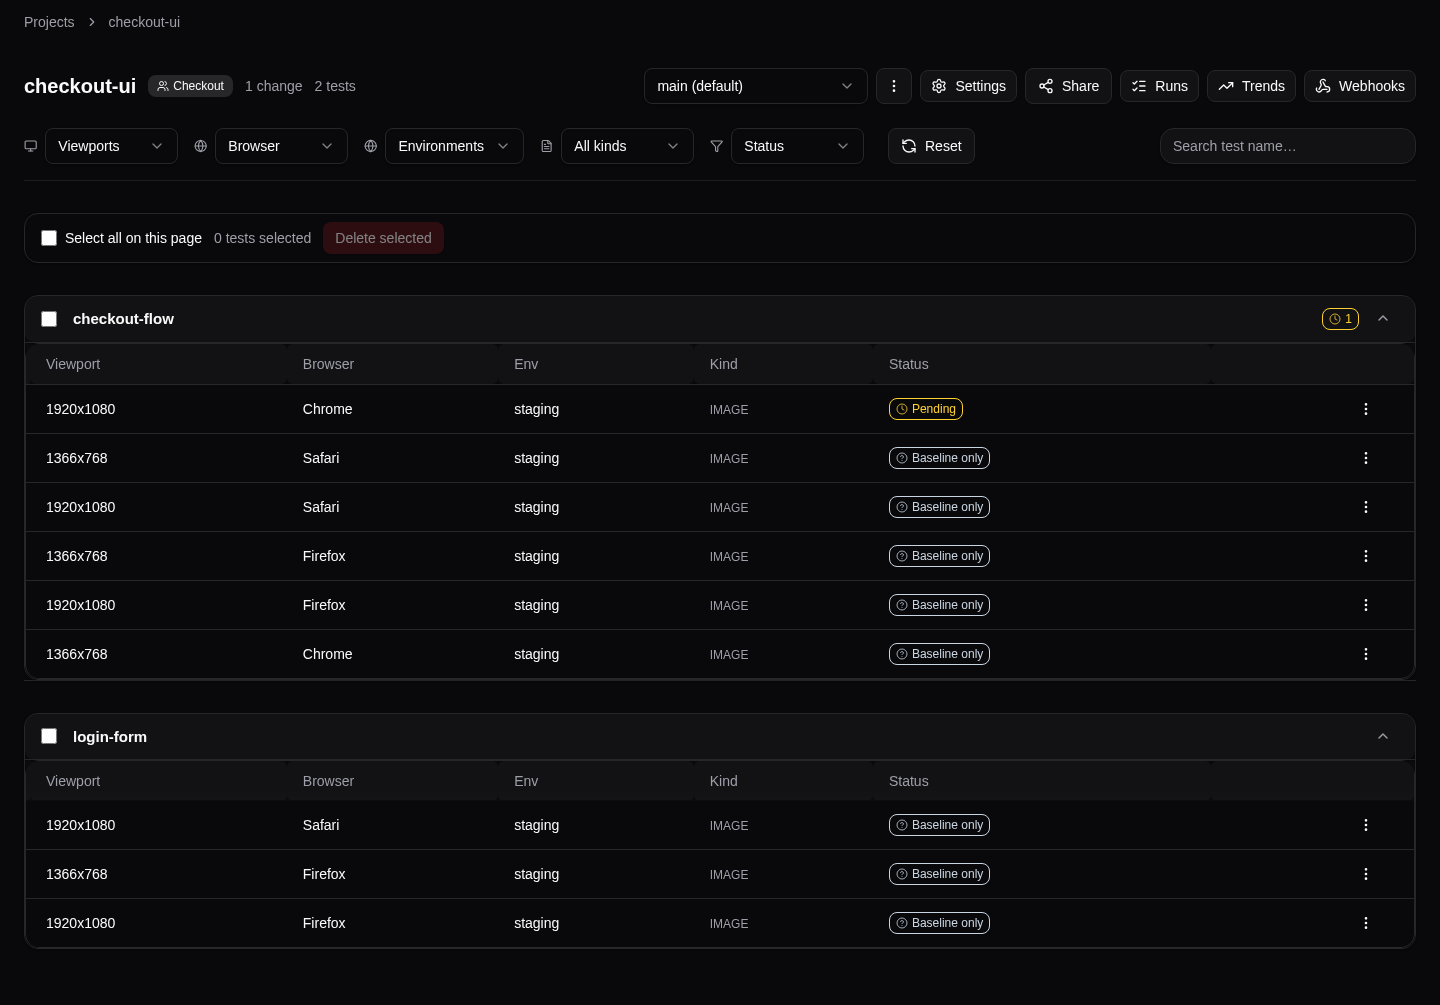 Projects checkout-ui
checkout-ui Checkout 1 change 2 tests main (default) Settings Share Runs Trends Webhooks
Viewports Browser Environments All kinds Status Reset Search test name…
Select all on this page 0 tests selected Delete selected
checkout-flow 1
Viewport Browser Env Kind Status
1920x1080 Chrome staging IMAGE Pending
1366x768 Safari staging IMAGE Baseline only
1920x1080 Safari staging IMAGE Baseline only
1366x768 Firefox staging IMAGE Baseline only
1920x1080 Firefox staging IMAGE Baseline only
1366x768 Chrome staging IMAGE Baseline only
login-form
Viewport Browser Env Kind Status
1920x1080 Safari staging IMAGE Baseline only
1366x768 Firefox staging IMAGE Baseline only
1920x1080 Firefox staging IMAGE Baseline only